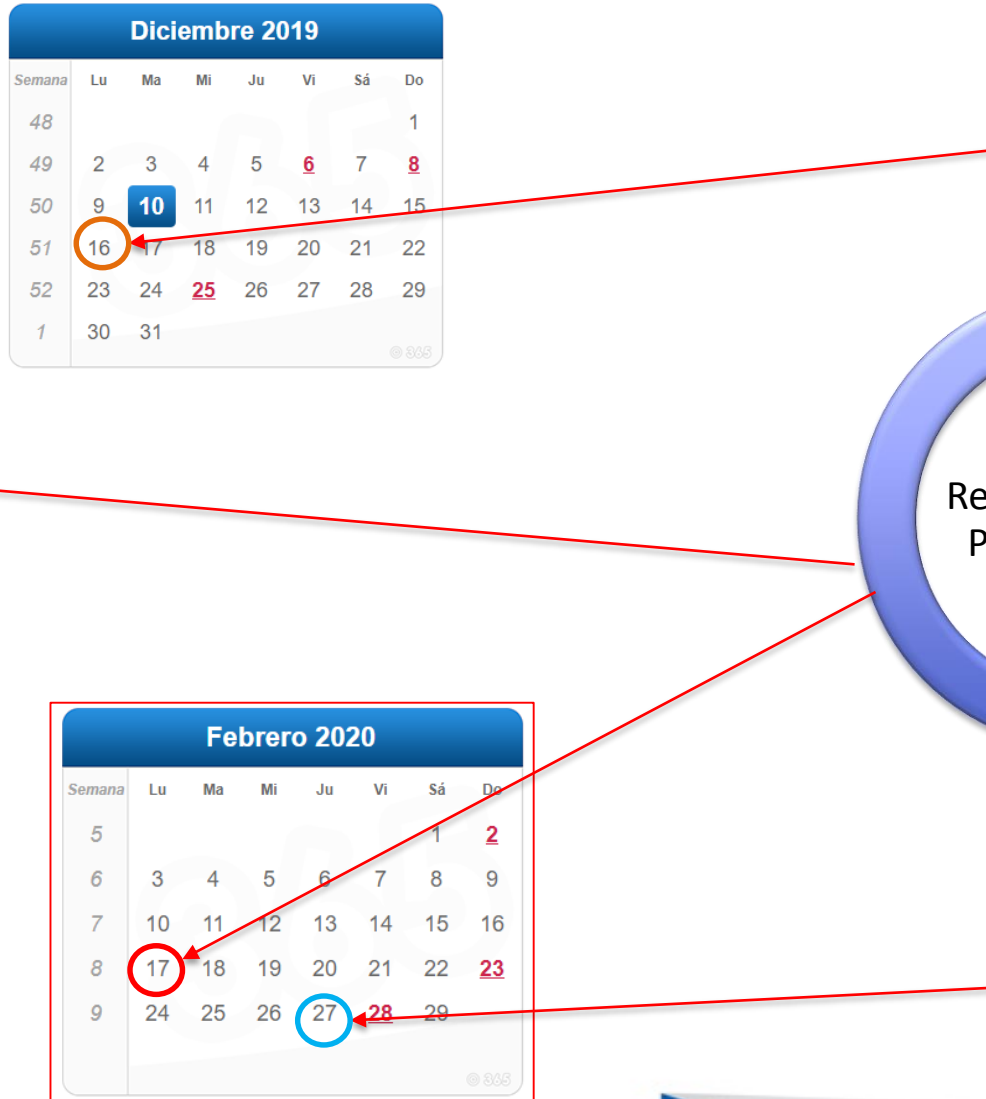 Diciembre 2019
Semana Lu Ma Mi Ju Vi Sá Do
48 1
49 2 3 4 5 6 7 8
50 9 10 11 12 13 14 15
51 16 17 18 19 20 21 22
52 23 24 25 26 27 28 29
1 30 31
© 365
Re
P
Febrero 2020
Semana Lu Ma Mi Ju Vi Sá Do
5 1 2
6 3 4 5 6 7 8 9
7 10 11 12 13 14 15 16
8 17 18 19 20 21 22 23
9 24 25 26 27 28 29
© 365